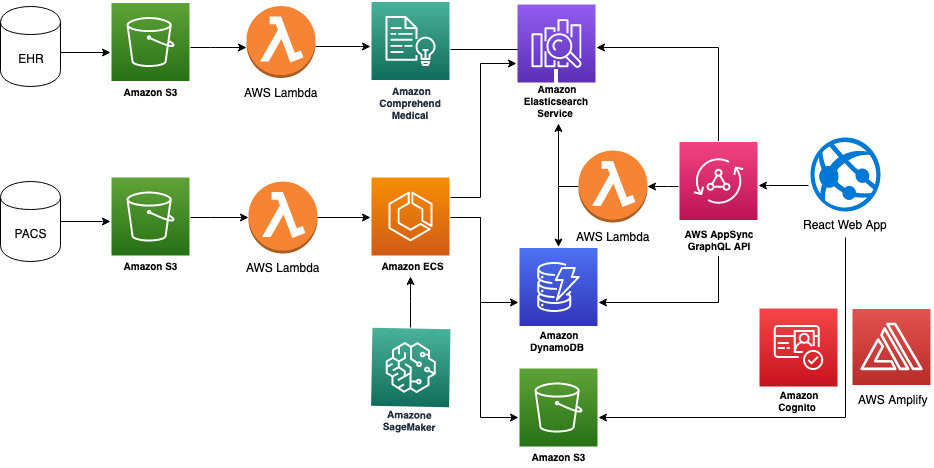 EHR
Amazon S3
AWS Lambda
Amazon
Comprehend
Medical
Amazon
Elasticsearch
Service
PACS
Amazon S3
AWS Lambda
Amazon ECS
AWS Lambda
AWS AppSync
GraphQL API
React Web App
Amazon
DynamoDB
Amazone
SageMaker
Amazon
Cognito
AWS Amplify
Amazon S3